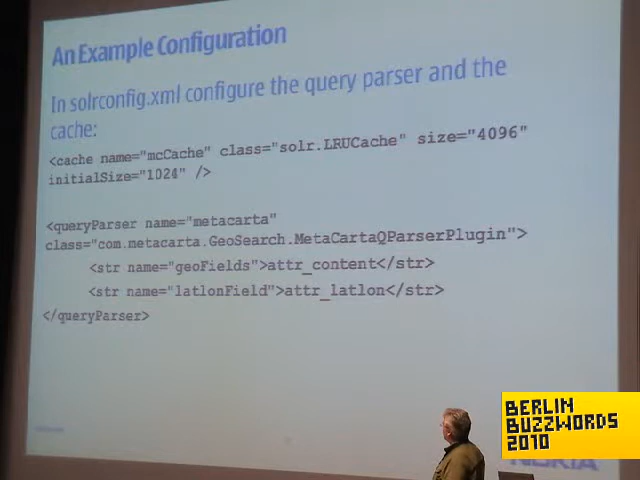 An Example Configuration
In solrconfig.xml configure the query parser and the
cache:
<cache name="mcCache" class="solr.LRUCache" size="4096"
initialSize="1024" />
<queryParser name="metacarta"
class="com.metacarta.GeoSearch.MetaCartaQParserPlugin">
<str name="geoFields">attr_content</str>
<str name="latlonField">attr_latlon</str>
</queryParser>
BERLIN
BUZZWORDS
2010
NOKIA